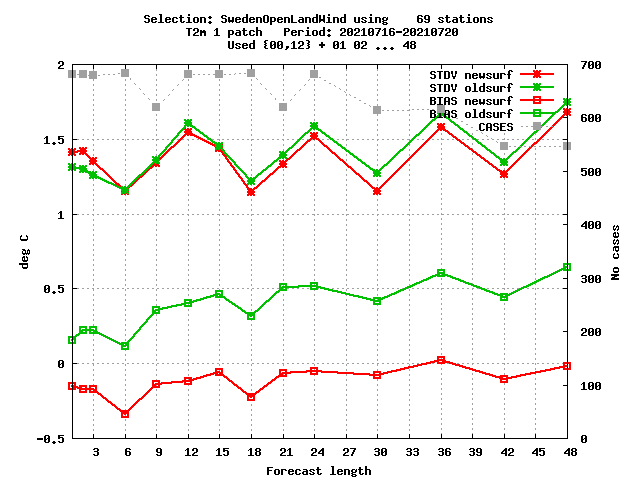 Selection: SwedenOpenLandWind using    69 stations
T2m 1 patch   Period: 20210716-20210720
Used {00,12} + 01 02 ... 48
2
1.5
1
0.5
0
-0.5
deg C
700
600
500
400
300
200
100
0
No cases
STDV newsurf
STDV oldsurf
BIAS newsurf
BIAS oldsurf
CASES
3 6 9 12 15 18 21 24 27 30 33 36 39 42 45 48
Forecast length